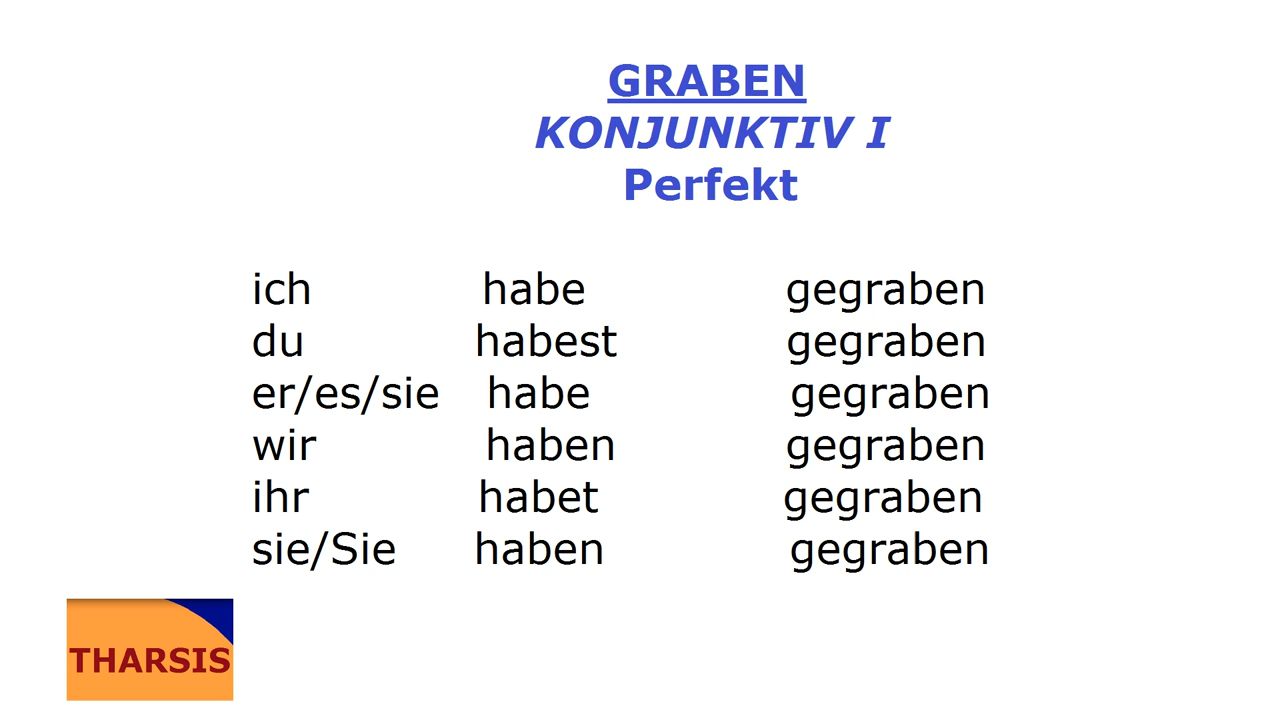 GRABEN
KONJUNKTIV I
Perfekt
ich habe gegraben
du habest gegraben
er/es/sie habe gegraben
wir haben gegraben
ihr habet gegraben
sie/Sie haben gegraben
THARSIS